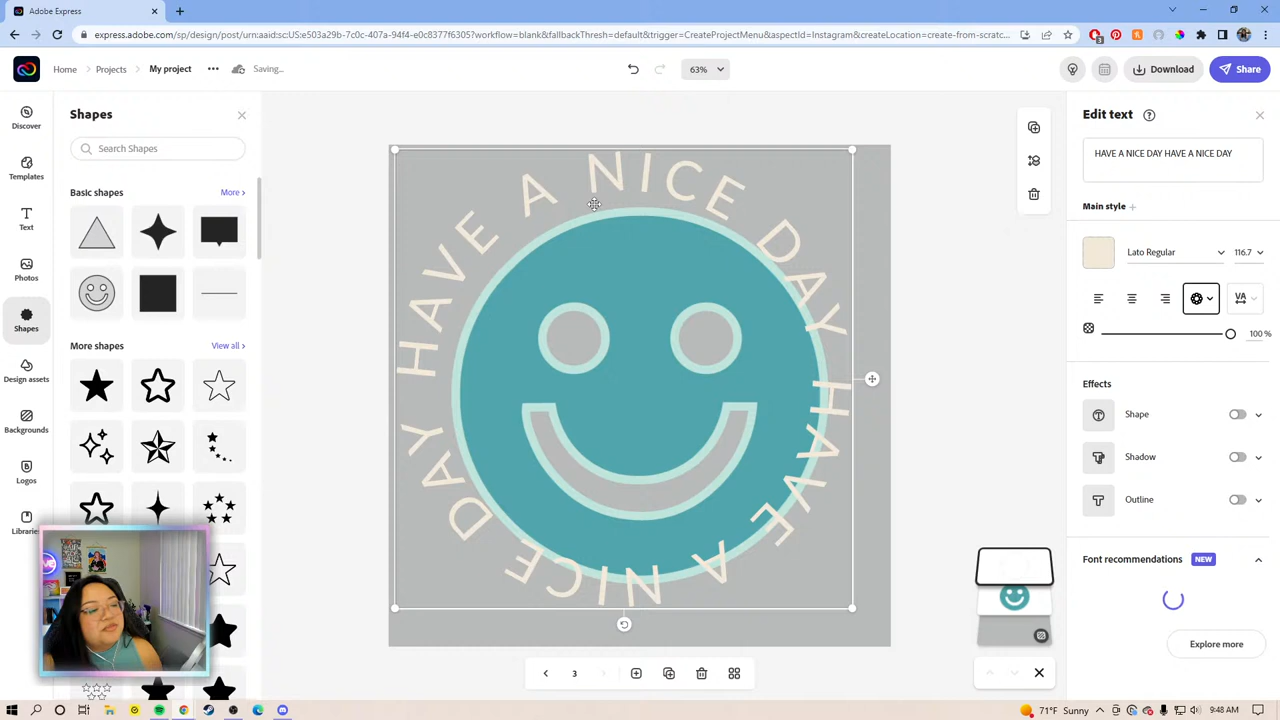 Adobe Express
express.adobe.com/sp/design/post/urn:aaid:sc:US:e503a29b-7c0c-407a-94f4-e0c8377f6305?workflow=blank&fallbackThresh=default&trigger=CreateProjectMenu&aspectId=Instagram&createLocation=create-from-scratc...
Home Projects My project ... Saving... 63% Download Share
Shapes
Search Shapes
Basic shapes More
More shapes View all
Discover
Templates
Text
Photos
Shapes
Design assets
Backgrounds
Logos
Libraries
HAVE A NICE DAY HAVE A NICE DAY
3
Edit text
HAVE A NICE DAY HAVE A NICE DAY
Main style
Lato Regular 116.7
VA
100 %
Effects
Shape
Shadow
Outline
Font recommendations NEW
Explore more
71°F Sunny 9:48 AM